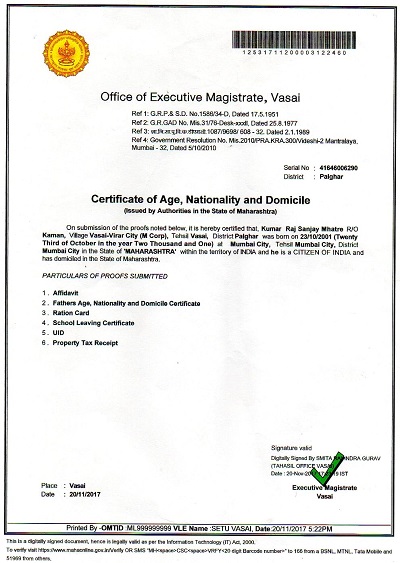 12531711200003122460
Office of Executive Magistrate, Vasai
Ref 1: G.R.P.& S.D. No.1586/34-D, Dated 17.5.1951
Ref 2: G.R.GAD No. Mis.31/76-Desk-xxxII, Dated 25.8.1977
Ref 3: 1087/9698/ 608 - 32. Dated 2.1.1989
Ref 4: Government Resolution No. Mis.2010/PRA.KRA.300/Videshi-2 Mantralaya,
Mumbai - 32, Dated 5/10/2010
Serial No : 41646006290
District : Palghar
Certificate of Age, Nationality and Domicile
(Issued by Authorities in the State of Maharashtra)
On submission of the proofs noted below, it is hereby certified that, Kumar Raj Sanjay Mhatre R/O
Kaman, Village Vasai-Virar City (M Corp), Tehsil Vasai, District Palghar was born on 23/10/2001 (Twenty
Third of October in the year Two Thousand and One) at Mumbai City, Tehsil Mumbai City, District
Mumbai City in the State of 'MAHARASHTRA' within the territory of INDIA and he is a CITIZEN OF INDIA and
has domiciled in the State of Maharashtra.
PARTICULARS OF PROOFS SUBMITTED
1 . Affidavit
2 . Fathers Age, Nationality and Domicile Certificate
3 . Ration Card
4 . School Leaving Certificate
5 . UID
6 . Property Tax Receipt
Signature valid
Digitally Signed By SMITA GURAV
(TAHASIL OFFICE VASAI)
Date : 20-Nov- IST
Executive Magistrate
Vasai
Place : Vasai
Date : 20/11/2017
Printed By -OMTID :ML999999999 VLE Name :SETU VASAI, Date:20/11/2017 5:22PM
This is a digitally signed document, hence is legally valid as per the Information Technology (IT) Act, 2000.
To verify visit https://www.mahaonline.gov.in/Verify OR SMS "MH<space>CSC<space>VRFY<20 digit Barcode number>" to 166 from a BSNL, MTNL, Tata Mobile and
51969 from others.